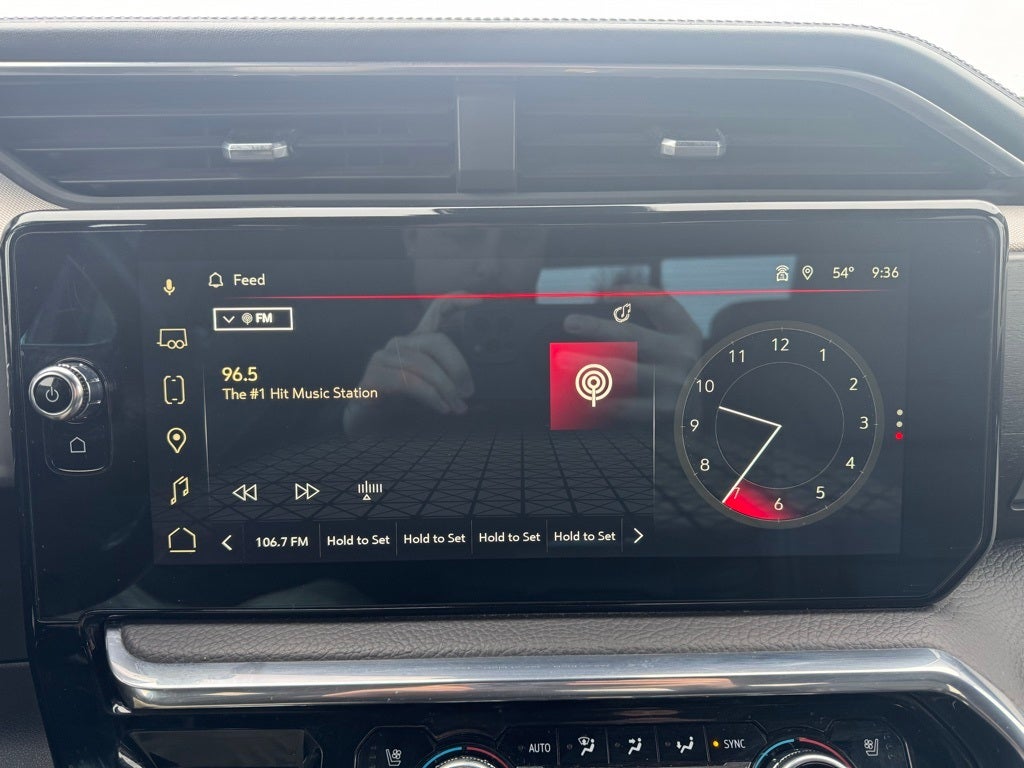 Feed
54° 9:36
FM
96.5
The #1 Hit Music Station
12
11 1
10 2
9 3
8 4
7 5
6
106.7 FM Hold to Set Hold to Set Hold to Set Hold to Set
AUTO SYNC